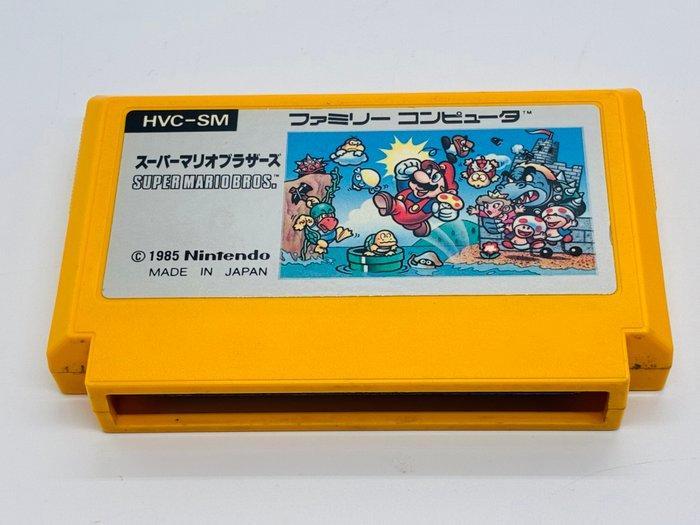 HVC-SM
ファミリー コンピュータ™
スーパーマリオブラザーズ
SUPER MARIO BROS.™
© 1985 Nintendo
MADE IN JAPAN